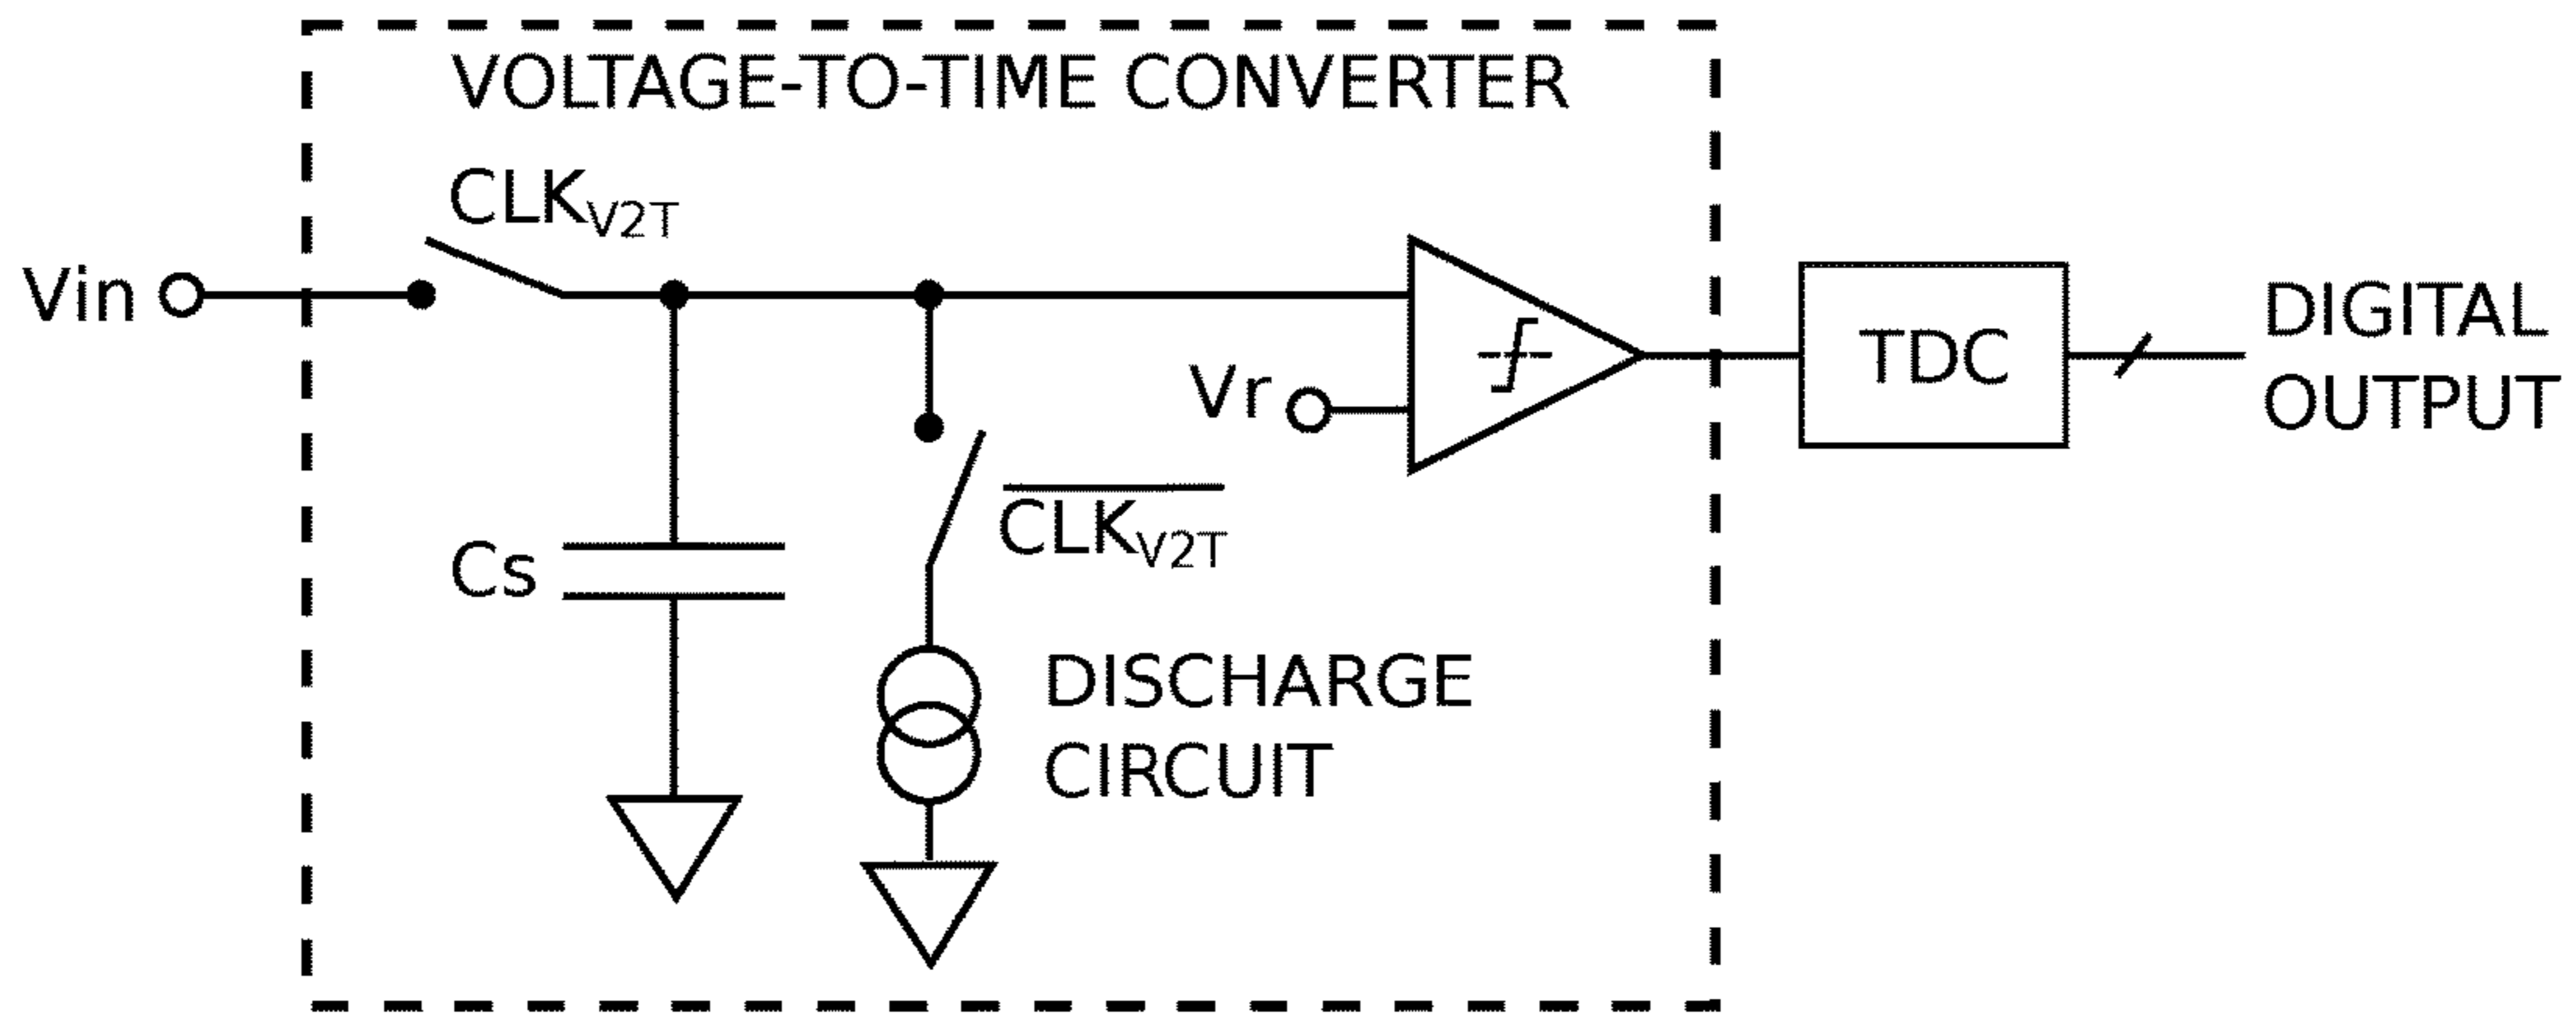 VOLTAGE-TO-TIME CONVERTER
CLKV2T
Vin
Vr
TDC
DIGITAL
OUTPUT
CLKV2T
Cs
DISCHARGE
CIRCUIT